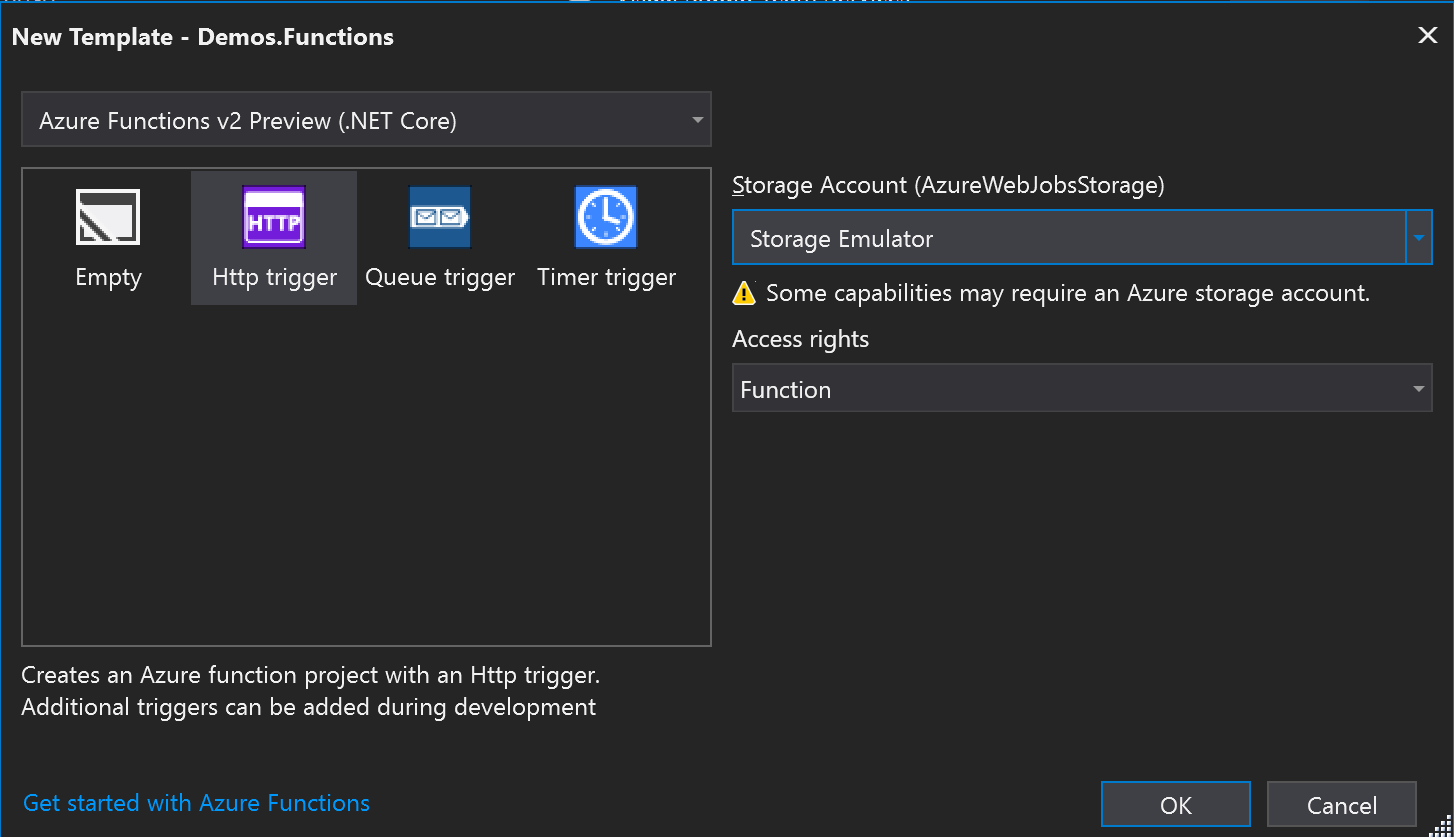 New Template - Demos.Functions
Azure Functions v2 Preview (.NET Core)
Empty
HTTP
Http trigger
Queue trigger
Timer trigger
Storage Account (AzureWebJobsStorage)
Storage Emulator
Some capabilities may require an Azure storage account.
Access rights
Function
Creates an Azure function project with an Http trigger.
Additional triggers can be added during development
Get started with Azure Functions
OK
Cancel